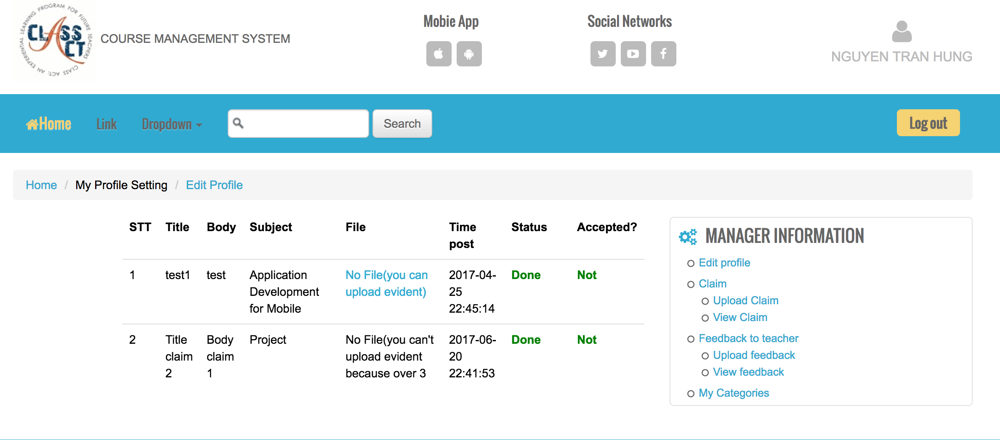 LEARNING PROGRAM FOR FUTURE TEACHERS
CLASS ACT: AN EXPERIENTIAL
CLASS
ACT
COURSE MANAGEMENT SYSTEM
Mobie App
Social Networks
NGUYEN TRAN HUNG
Home
Link
Dropdown
Search
Log out
Home / My Profile Setting / Edit Profile
STT Title Body Subject File Time Status Accepted?
post
1 test1 test Application No File(you can 2017-04- Done Not
Development upload evident) 25
for Mobile 22:45:14
2 Title Body Project No File(you can't 2017-06- Done Not
claim claim upload evident 20
2 1 because over 3 22:41:53
MANAGER INFORMATION
Edit profile
Claim
Upload Claim
View Claim
Feedback to teacher
Upload feedback
View feedback
My Categories